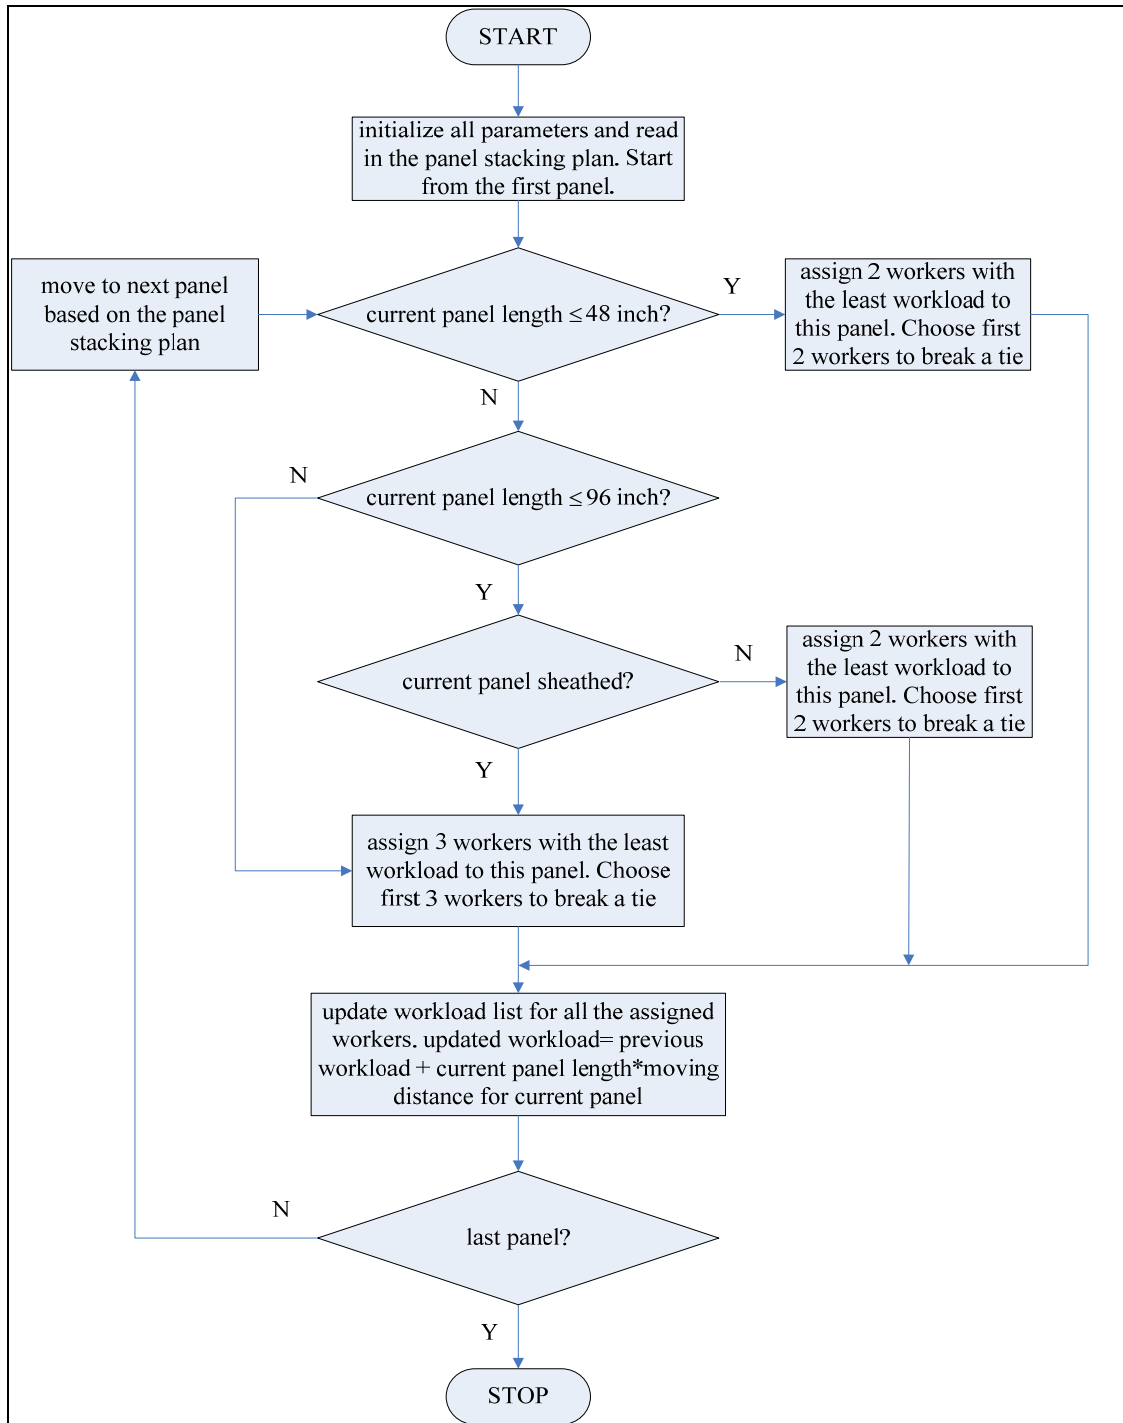 START
initialize all parameters and read
in the panel stacking plan. Start
from the first panel.
move to next panel
based on the panel
stacking plan
current panel length ≤ 48 inch?
Y
assign 2 workers with
the least workload to
this panel. Choose first
2 workers to break a tie
N
N
current panel length ≤ 96 inch?
Y
current panel sheathed?
N
assign 2 workers with
the least workload to
this panel. Choose first
2 workers to break a tie
Y
assign 3 workers with the least
workload to this panel. Choose
first 3 workers to break a tie
update workload list for all the assigned
workers. updated workload= previous
workload + current panel length*moving
distance for current panel
N
last panel?
Y
STOP